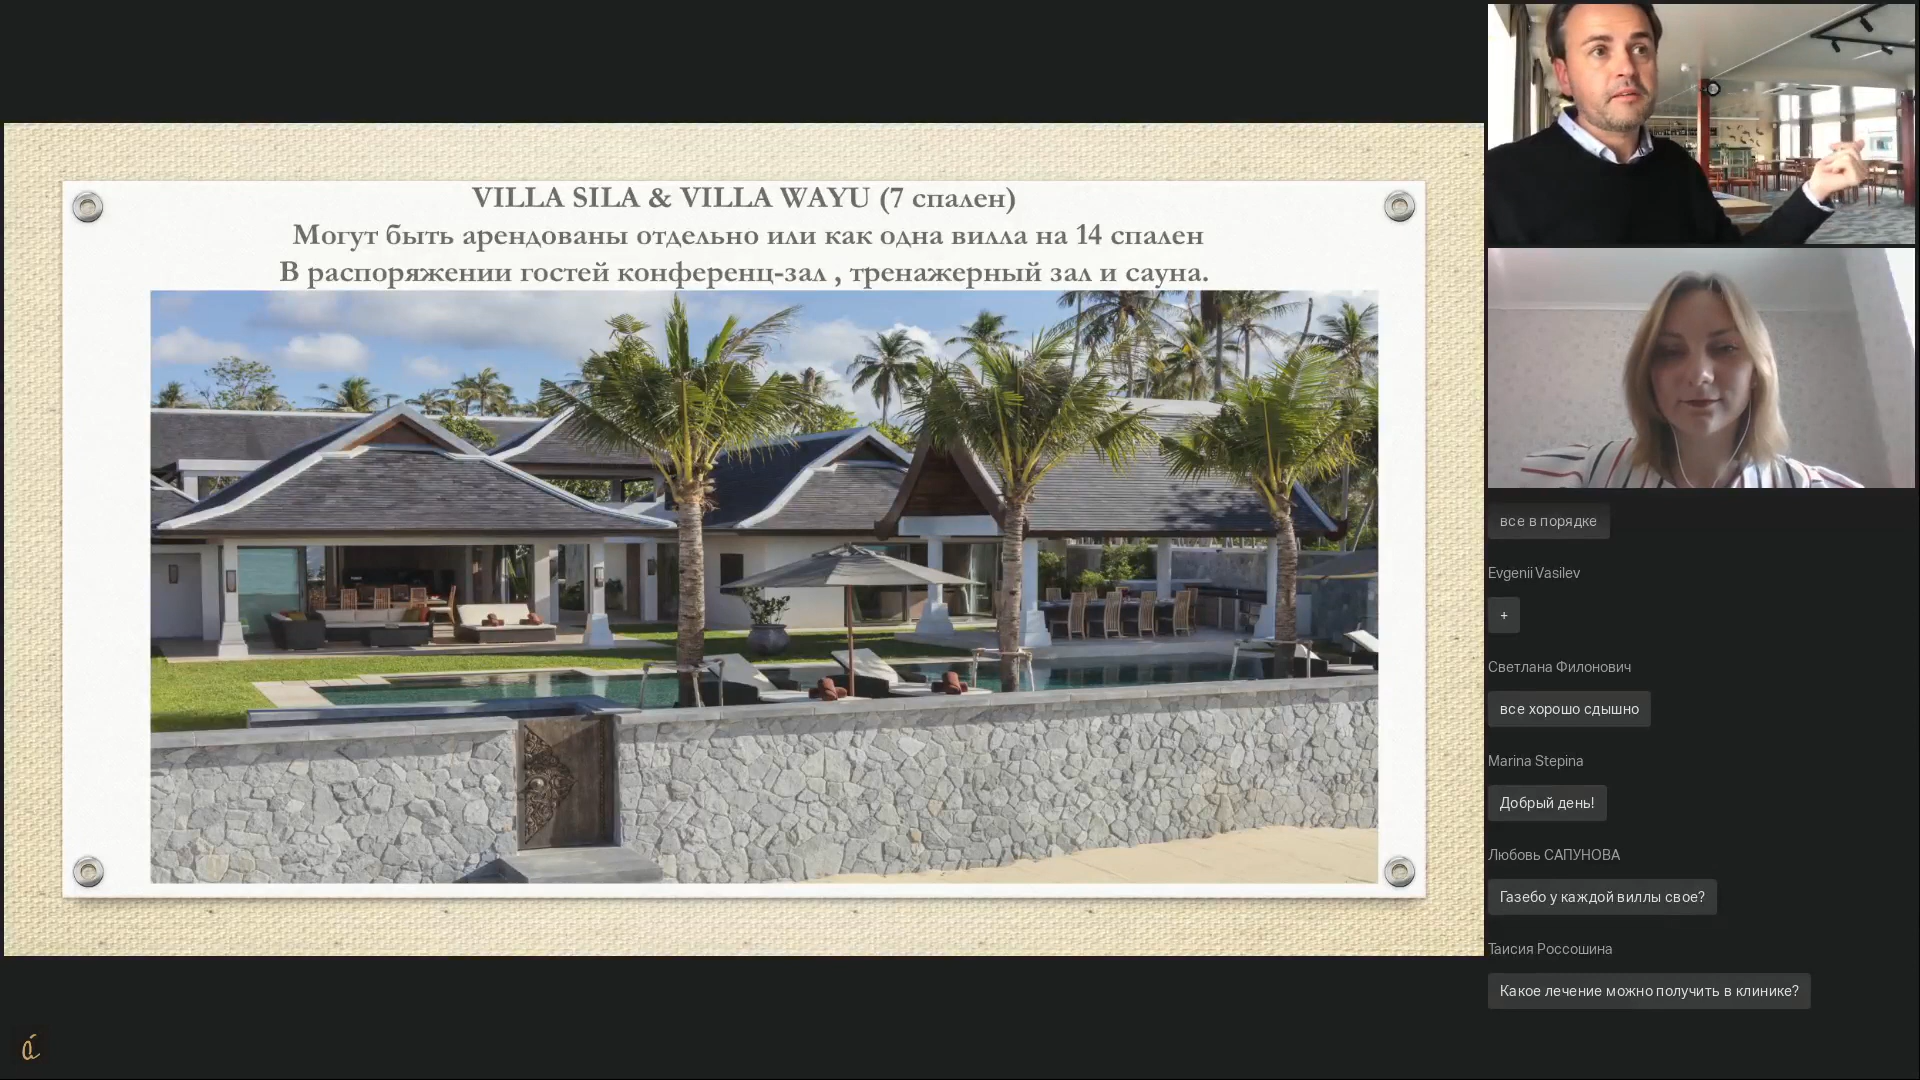 VILLA SILA & VILLA WAYU (7 спален)
Могут быть арендованы отдельно или как одна вилла на 14 спален
В распоряжении гостей конференц-зал , тренажерный зал и сауна.
все в порядке
Evgenii Vasilev
+
Светлана Филонович
все хорошо сдышно
Marina Stepina
Добрый день!
Любовь САПУНОВА
Газебо у каждой виллы свое?
Таисия Россошина
Какое лечение можно получить в клинике?
á